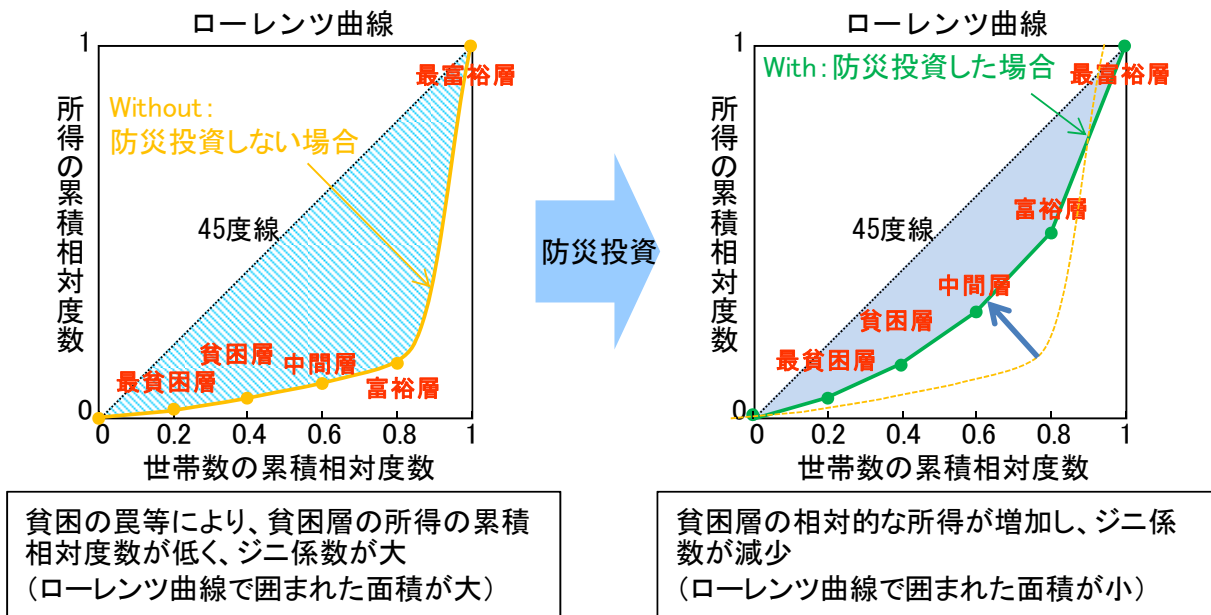 ローレンツ曲線
1
所得の累積相対度数
最富裕層
Without:
防災投資しない場合
45度線
貧困層
中間層
最貧困層
富裕層
0
0 0.2 0.4 0.6 0.8 1
世帯数の累積相対度数
貧困の罠等により、貧困層の所得の累積
相対度数が低く、ジニ係数が大
(ローレンツ曲線で囲まれた面積が大)
防災投資
ローレンツ曲線
1
所得の累積相対度数
With:防災投資した場合
最富裕層
富裕層
45度線
中間層
貧困層
最貧困層
0
0 0.2 0.4 0.6 0.8 1
世帯数の累積相対度数
貧困層の相対的な所得が増加し、ジニ係
数が減少
(ローレンツ曲線で囲まれた面積が小)